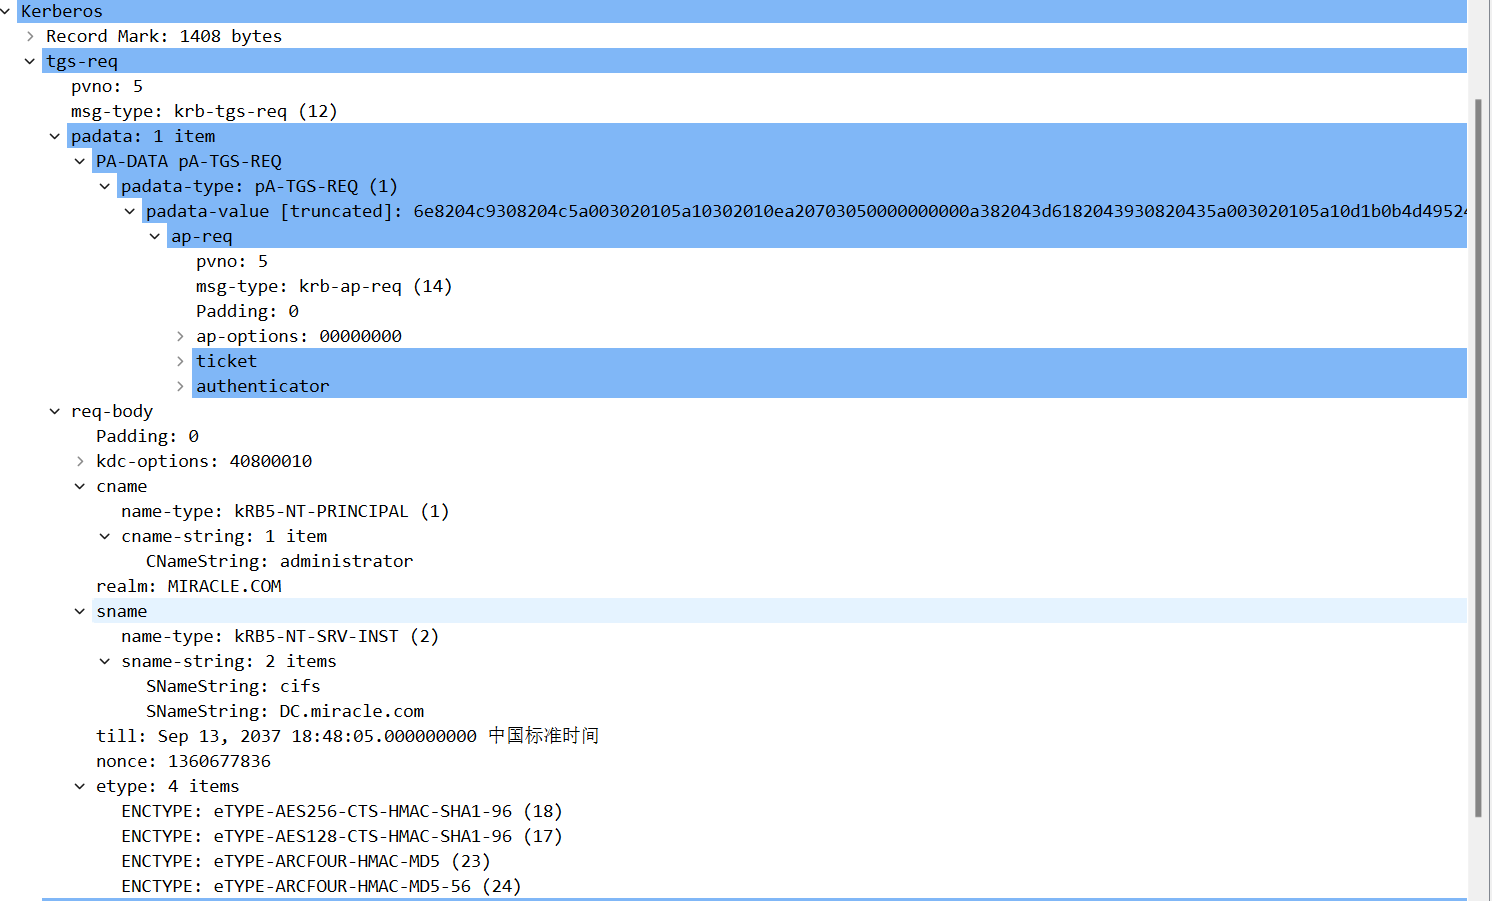 Kerberos
Record Mark: 1408 bytes
tgs-req
pvno: 5
msg-type: krb-tgs-req (12)
padata: 1 item
PA-DATA pA-TGS-REQ
padata-type: pA-TGS-REQ (1)
padata-value [truncated]: 6e8204c9308204c5a003020105a10302010ea20703050000000000a382043d6182043930820435a003020105a10d1b0b4d49524
ap-req
pvno: 5
msg-type: krb-ap-req (14)
Padding: 0
ap-options: 00000000
ticket
authenticator
req-body
Padding: 0
kdc-options: 40800010
cname
name-type: kRB5-NT-PRINCIPAL (1)
cname-string: 1 item
CNameString: administrator
realm: MIRACLE.COM
sname
name-type: kRB5-NT-SRV-INST (2)
sname-string: 2 items
SNameString: cifs
SNameString: DC.miracle.com
till: Sep 13, 2037 18:48:05.000000000 中国标准时间
nonce: 1360677836
etype: 4 items
ENCTYPE: eTYPE-AES256-CTS-HMAC-SHA1-96 (18)
ENCTYPE: eTYPE-AES128-CTS-HMAC-SHA1-96 (17)
ENCTYPE: eTYPE-ARCFOUR-HMAC-MD5 (23)
ENCTYPE: eTYPE-ARCFOUR-HMAC-MD5-56 (24)